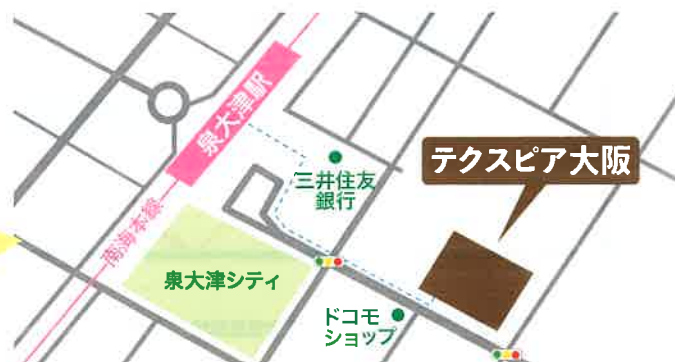 泉大津駅
テクスピア大阪
三井住友
銀行
南海本線
泉大津シティ
ドコモ
ショップ